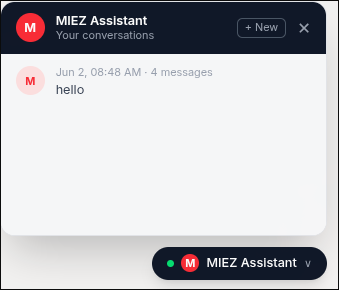 M
MIEZ Assistant
Your conversations
+ New
M
Jun 2, 08:48 AM · 4 messages
hello
M
MIEZ Assistant